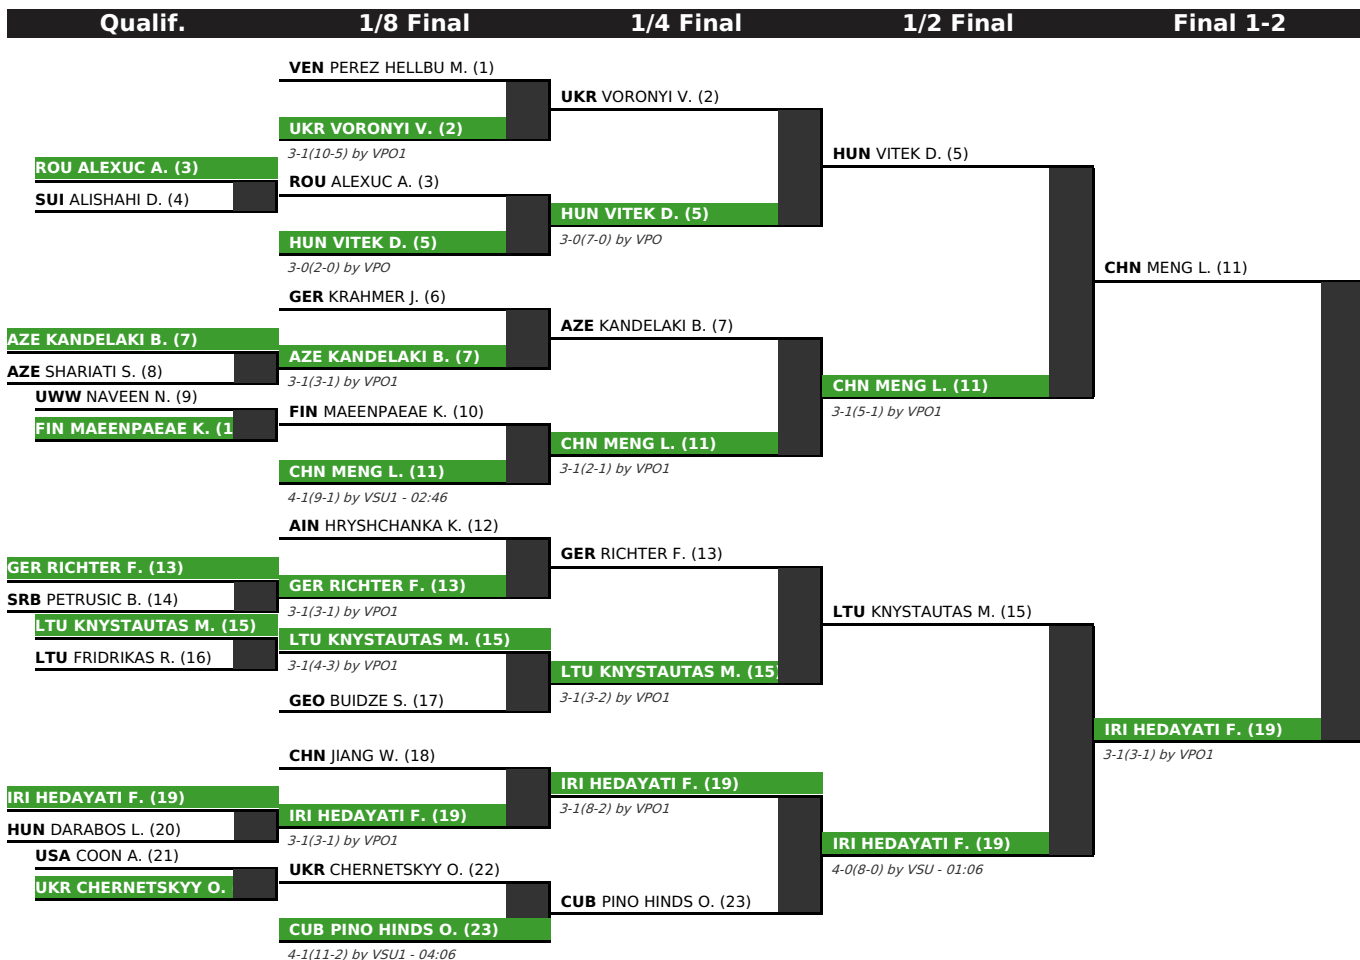 Qualif. 1/8 Final 1/4 Final 1/2 Final Final 1-2
VEN PEREZ HELLBU M. (1)
UKR VORONYI V. (2)
UKR VORONYI V. (2)
3-1(10-5) by VPO1
HUN VITEK D. (5)
ROU ALEXUC A. (3)
ROU ALEXUC A. (3)
SUI ALISHAHI D. (4)
HUN VITEK D. (5)
HUN VITEK D. (5)
3-0(7-0) by VPO
3-0(2-0) by VPO
CHN MENG L. (11)
GER KRAHMER J. (6)
AZE KANDELAKI B. (7)
AZE KANDELAKI B. (7)
AZE KANDELAKI B. (7)
AZE SHARIATI S. (8)
3-1(3-1) by VPO1
CHN MENG L. (11)
UWW NAVEEN N. (9)
3-1(5-1) by VPO1
FIN MAEENPAEAE K. (10)
FIN MAEENPAEAE K. (1
CHN MENG L. (11)
CHN MENG L. (11)
3-1(2-1) by VPO1
4-1(9-1) by VSU1 - 02:46
AIN HRYSHCHANKA K. (12)
GER RICHTER F. (13)
GER RICHTER F. (13)
GER RICHTER F. (13)
SRB PETRUSIC B. (14)
3-1(3-1) by VPO1
LTU KNYSTAUTAS M. (15)
LTU KNYSTAUTAS M. (15)
LTU KNYSTAUTAS M. (15)
LTU FRIDRIKAS R. (16)
3-1(4-3) by VPO1
LTU KNYSTAUTAS M. (15)
3-1(3-2) by VPO1
GEO BUIDZE S. (17)
IRI HEDAYATI F. (19)
3-1(3-1) by VPO1
CHN JIANG W. (18)
IRI HEDAYATI F. (19)
IRI HEDAYATI F. (19)
3-1(8-2) by VPO1
IRI HEDAYATI F. (19)
HUN DARABOS L. (20)
3-1(3-1) by VPO1
IRI HEDAYATI F. (19)
USA COON A. (21)
4-0(8-0) by VSU - 01:06
UKR CHERNETSKYY O. (22)
UKR CHERNETSKYY O.
CUB PINO HINDS O. (23)
CUB PINO HINDS O. (23)
4-1(11-2) by VSU1 - 04:06